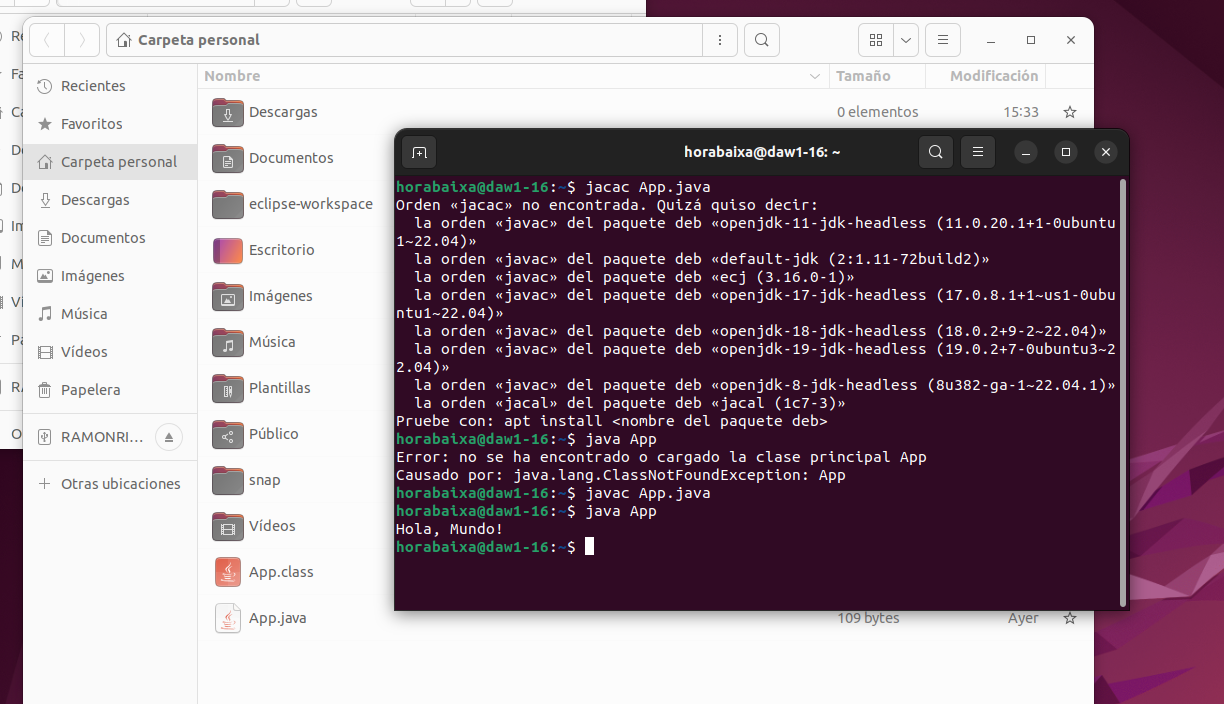 Carpeta personal
Nombre
Tamaño
Modificación
Recientes
Favoritos
Carpeta personal
Descargas
Documentos
Imágenes
Música
Vídeos
Papelera
RAMONRI...
Otras ubicaciones
Descargas
0 elementos
15:33
Documentos
eclipse-workspace
Escritorio
Imágenes
Música
Plantillas
Público
snap
Vídeos
App.class
App.java
109 bytes
Ayer
horabaixa@daw1-16: ~
horabaixa@daw1-16:~$ jacac App.java
Orden «jacac» no encontrada. Quizá quiso decir:
la orden «javac» del paquete deb «openjdk-11-jdk-headless (11.0.20.1+1-0ubuntu
1~22.04)»
la orden «javac» del paquete deb «default-jdk (2:1.11-72build2)»
la orden «javac» del paquete deb «ecj (3.16.0-1)»
la orden «javac» del paquete deb «openjdk-17-jdk-headless (17.0.8.1+1~us1-0ubu
ntu1~22.04)»
la orden «javac» del paquete deb «openjdk-18-jdk-headless (18.0.2+9-2~22.04)»
la orden «javac» del paquete deb «openjdk-19-jdk-headless (19.0.2+7-0ubuntu3~2
2.04)»
la orden «javac» del paquete deb «openjdk-8-jdk-headless (8u382-ga-1~22.04.1)»
la orden «jacal» del paquete deb «jacal (1c7-3)»
Pruebe con: apt install <nombre del paquete deb>
horabaixa@daw1-16:~$ java App
Error: no se ha encontrado o cargado la clase principal App
Causado por: java.lang.ClassNotFoundException: App
horabaixa@daw1-16:~$ javac App.java
horabaixa@daw1-16:~$ java App
Hola, Mundo!
horabaixa@daw1-16:~$